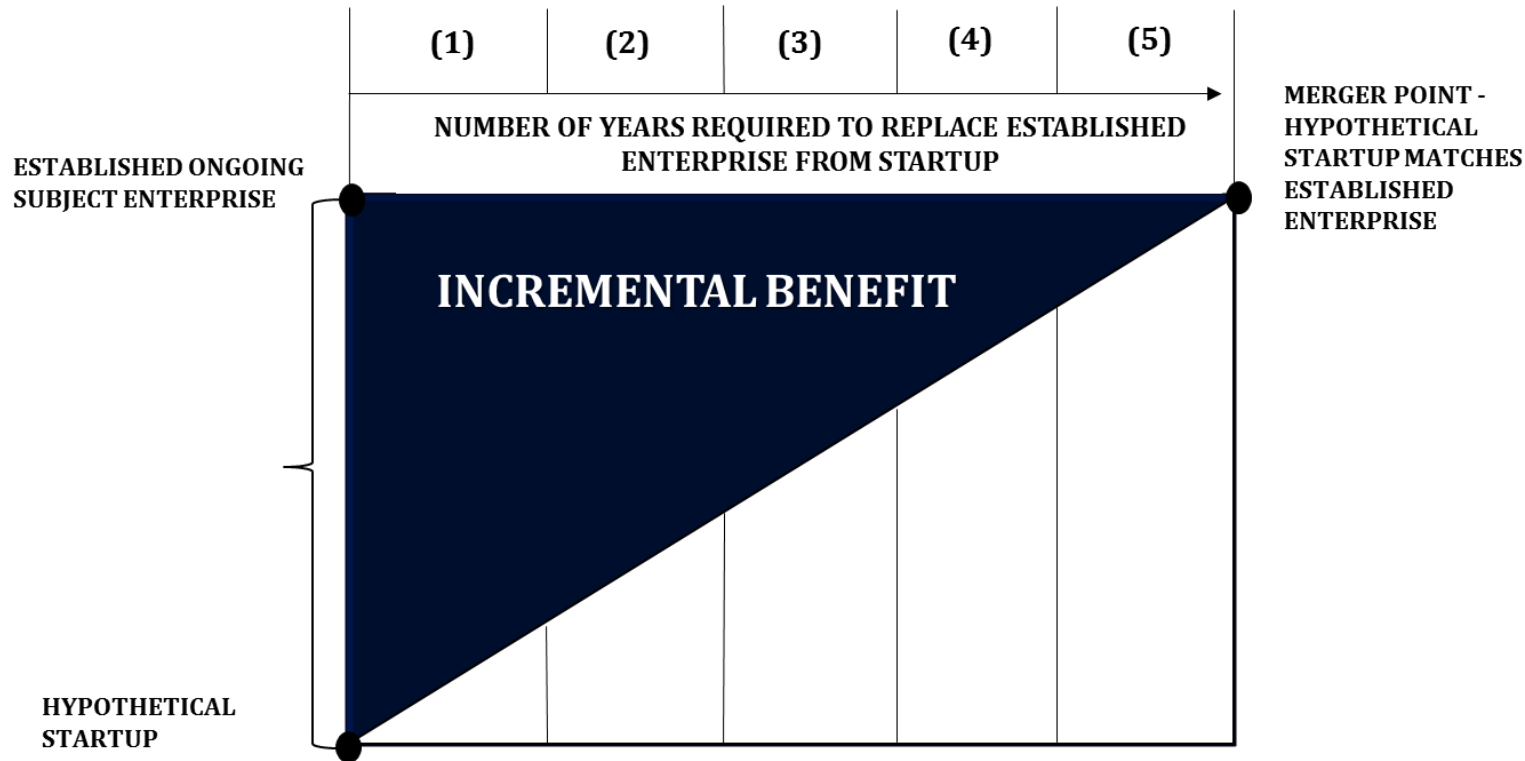 (1) (2) (3) (4) (5)
NUMBER OF YEARS REQUIRED TO REPLACE ESTABLISHED
ENTERPRISE FROM STARTUP
MERGER POINT -
HYPOTHETICAL
STARTUP MATCHES
ESTABLISHED
ENTERPRISE
ESTABLISHED ONGOING
SUBJECT ENTERPRISE
INCREMENTAL BENEFIT
HYPOTHETICAL
STARTUP